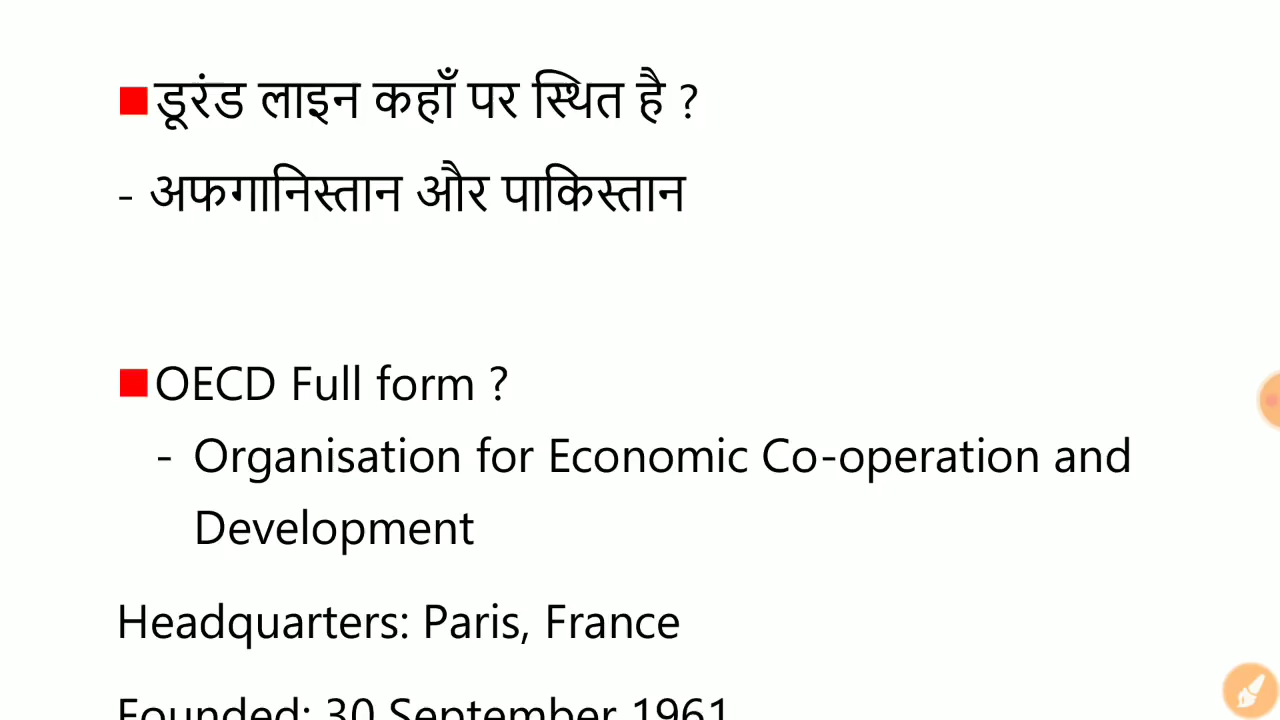 डूरंड लाइन कहाँ पर स्थित है ?
- अफगानिस्तान और पाकिस्तान
OECD Full form ?
- Organisation for Economic Co-operation and
Development
Headquarters: Paris, France
Founded: 30 September 1961